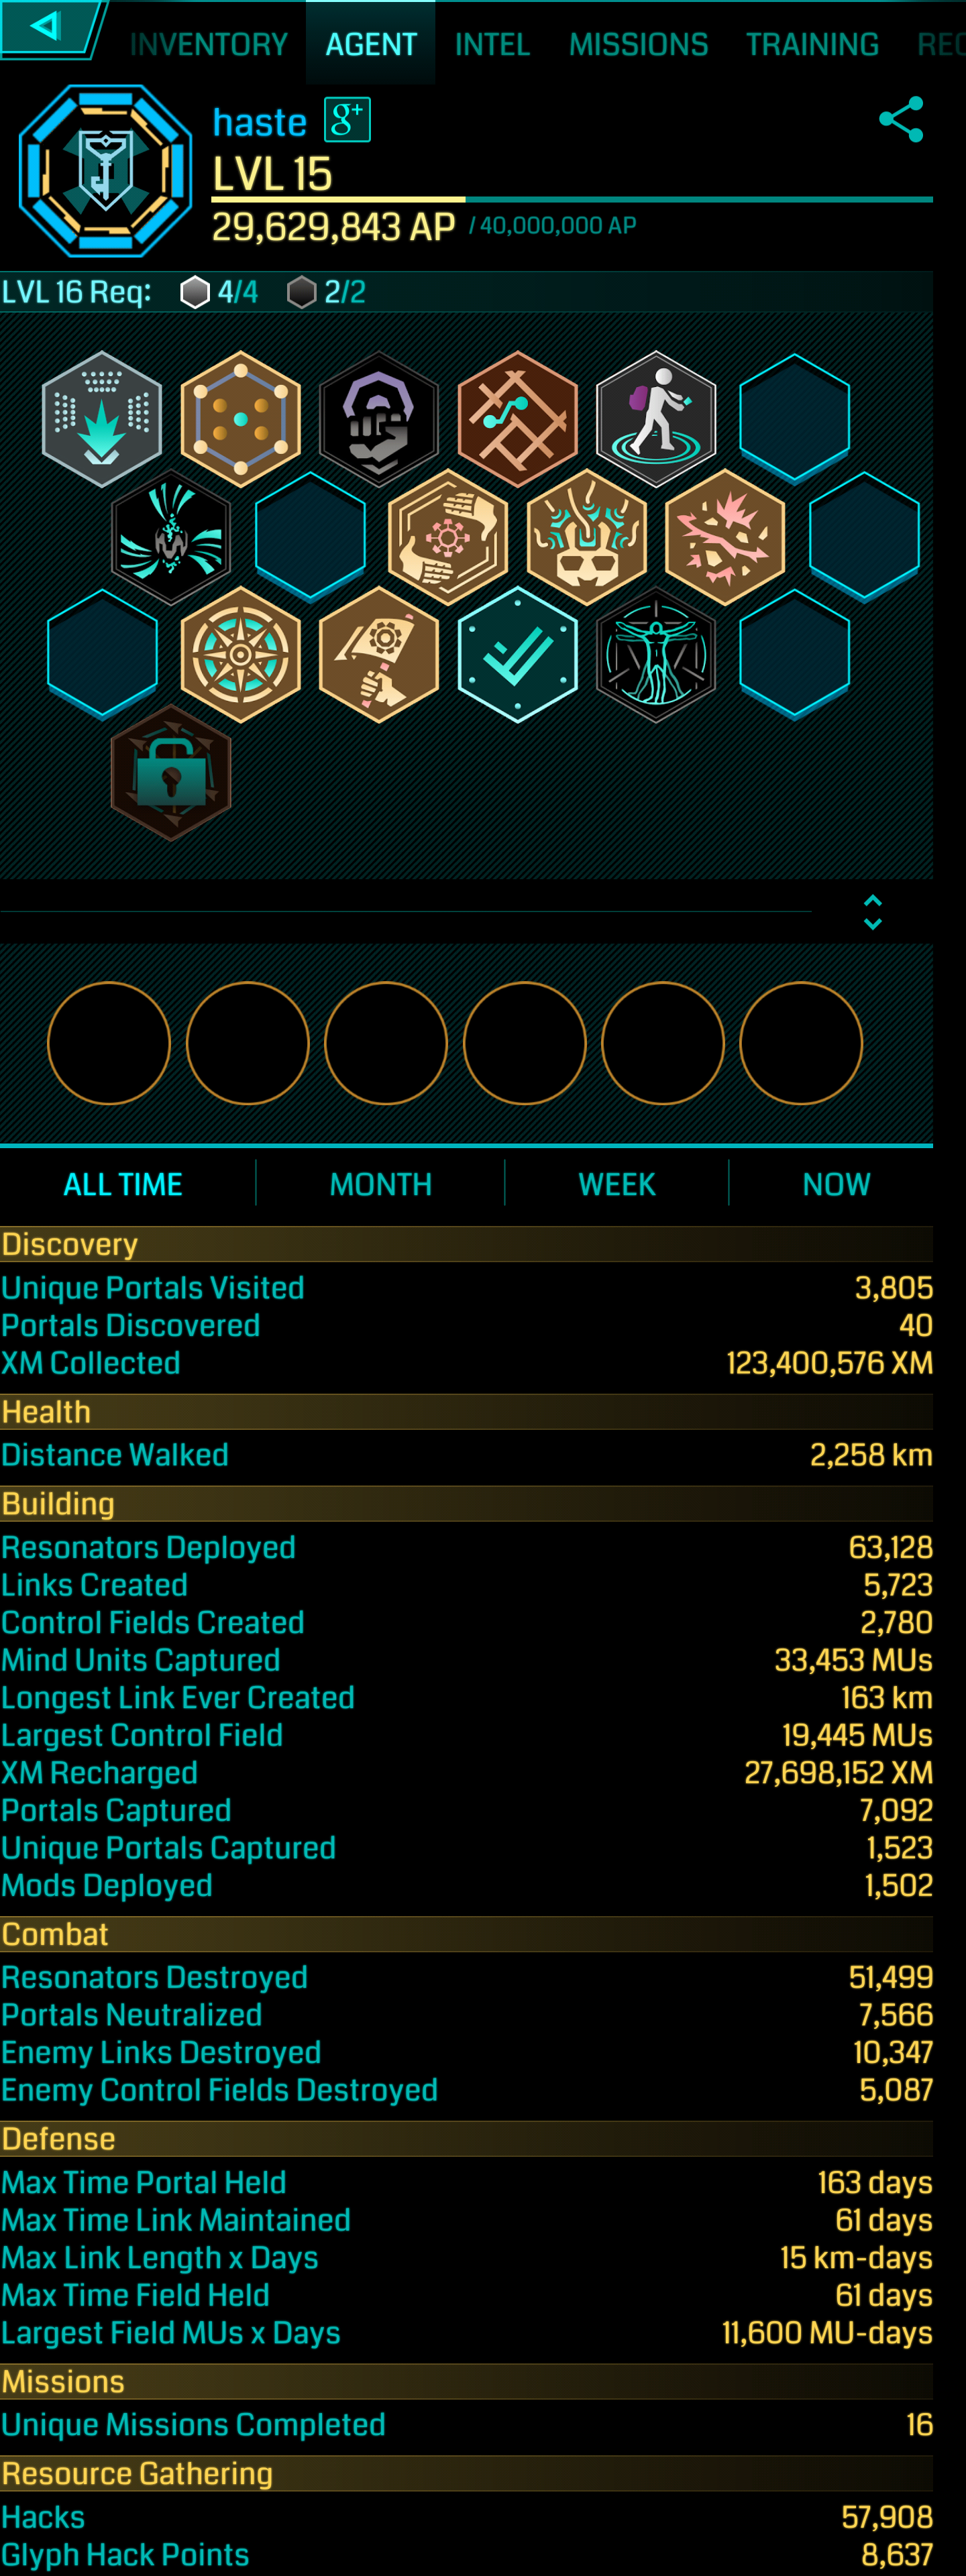 INVENTORY AGENT INTEL MISSIONS TRAINING REC
haste g+
LVL 15
29,629,843 AP / 40,000,000 AP
LVL 16 Req: 4/4 2/2
ALL TIME MONTH WEEK NOW
Discovery
Unique Portals Visited 3,805
Portals Discovered 40
XM Collected 123,400,576 XM
Health
Distance Walked 2,258 km
Building
Resonators Deployed 63,128
Links Created 5,723
Control Fields Created 2,780
Mind Units Captured 33,453 MUs
Longest Link Ever Created 163 km
Largest Control Field 19,445 MUs
XM Recharged 27,698,152 XM
Portals Captured 7,092
Unique Portals Captured 1,523
Mods Deployed 1,502
Combat
Resonators Destroyed 51,499
Portals Neutralized 7,566
Enemy Links Destroyed 10,347
Enemy Control Fields Destroyed 5,087
Defense
Max Time Portal Held 163 days
Max Time Link Maintained 61 days
Max Link Length x Days 15 km-days
Max Time Field Held 61 days
Largest Field MUs x Days 11,600 MU-days
Missions
Unique Missions Completed 16
Resource Gathering
Hacks 57,908
Glyph Hack Points 8,637